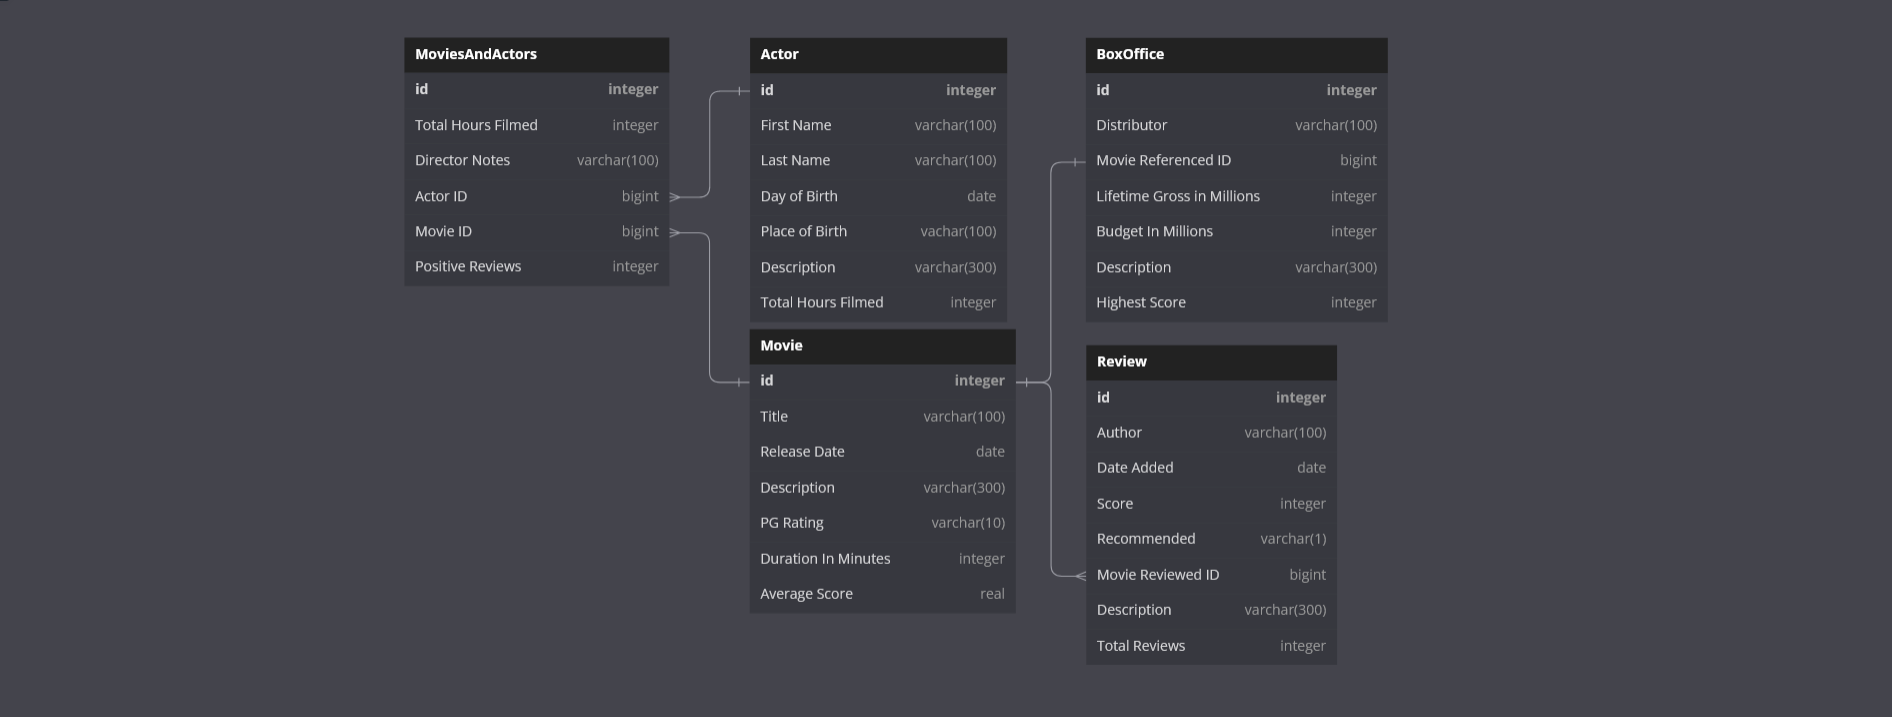 MoviesAndActors
id integer
Total Hours Filmed integer
Director Notes varchar(100)
Actor ID bigint
Movie ID bigint
Positive Reviews integer
Actor
id integer
First Name varchar(100)
Last Name varchar(100)
Day of Birth date
Place of Birth vachar(100)
Description varchar(300)
Total Hours Filmed integer
BoxOffice
id integer
Distributor varchar(100)
Movie Referenced ID bigint
Lifetime Gross in Millions integer
Budget In Millions integer
Description varchar(300)
Highest Score integer
Movie
id integer
Title varchar(100)
Release Date date
Description varchar(300)
PG Rating varchar(10)
Duration In Minutes integer
Average Score real
Review
id integer
Author varchar(100)
Date Added date
Score integer
Recommended varchar(1)
Movie Reviewed ID bigint
Description varchar(300)
Total Reviews integer